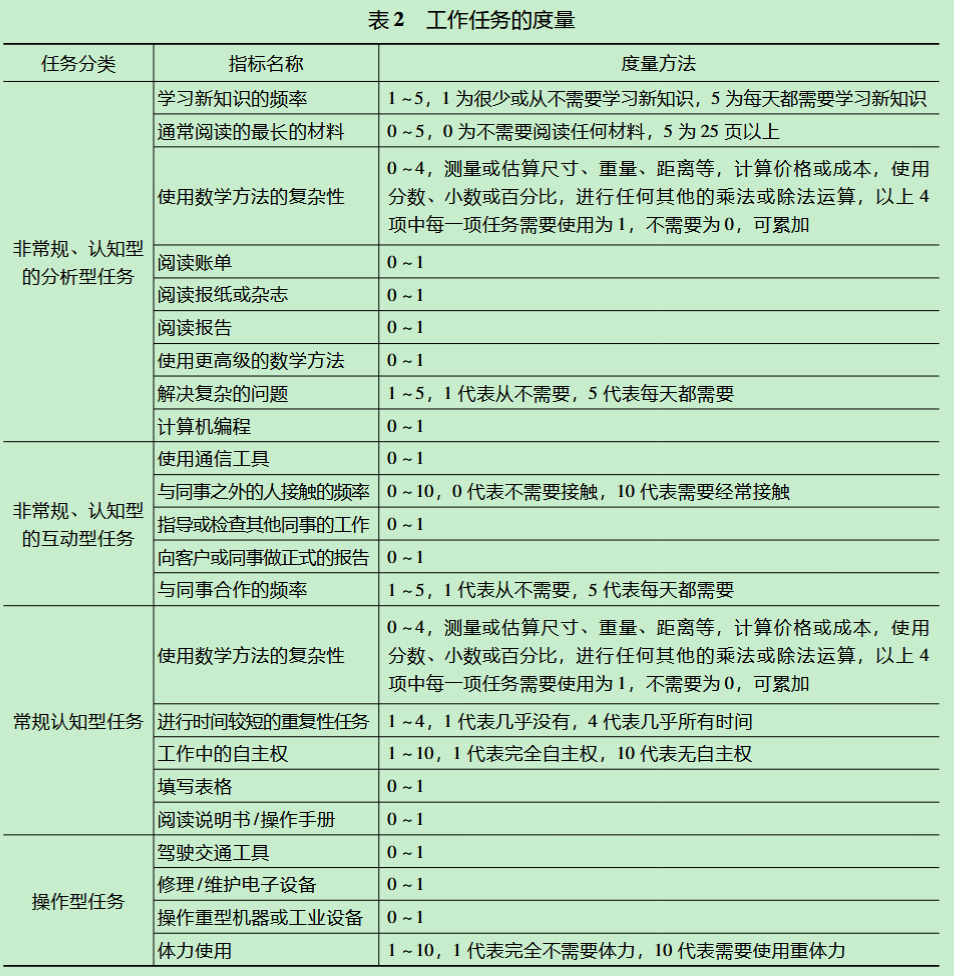 表 2 工作任务的度量
任务分类 指标名称 度量方法
学习新知识的频率 1 ~ 5，1 为很少或从不需要学习新知识，5 为每天都需要学习新知识
通常阅读的最长的材料 0 ~ 5，0 为不需要阅读任何材料，5 为 25 页以上
0 ~ 4，测量或估算尺寸、重量、距离等，计算价格或成本，使用
使用数学方法的复杂性 分数、小数或百分比，进行任何其他的乘法或除法运算，以上 4
项中每一项任务需要使用为 1，不需要为 0，可累加
非常规、认知型
的分析型任务
阅读账单 0 ~ 1
阅读报纸或杂志 0 ~ 1
阅读报告 0 ~ 1
使用更高级的数学方法 0 ~ 1
解决复杂的问题 1 ~ 5，1 代表从不需要，5 代表每天都需要
计算机编程 0 ~ 1
非常规、认知型
的互动型任务
使用通信工具 0 ~ 1
与同事之外的人接触的频率 0 ~ 10，0 代表不需要接触，10 代表需要经常接触
指导或检查其他同事的工作 0 ~ 1
向客户或同事做正式的报告 0 ~ 1
与同事合作的频率 1 ~ 5，1 代表从不需要，5 代表每天都需要
0 ~ 4，测量或估算尺寸、重量、距离等，计算价格或成本，使用
使用数学方法的复杂性 分数、小数或百分比，进行任何其他的乘法或除法运算，以上 4
项中每一项任务需要使用为 1，不需要为 0，可累加
常规认知型任务 进行时间较短的重复性任务 1 ~ 4，1 代表几乎没有，4 代表几乎所有时间
工作中的自主权 1 ~ 10，1 代表完全自主权，10 代表无自主权
填写表格 0 ~ 1
阅读说明书/操作手册 0 ~ 1
操作型任务
驾驶交通工具 0 ~ 1
修理/维护电子设备 0 ~ 1
操作重型机器或工业设备 0 ~ 1
体力使用 1 ~ 10，1 代表完全不需要体力，10 代表需要使用重体力